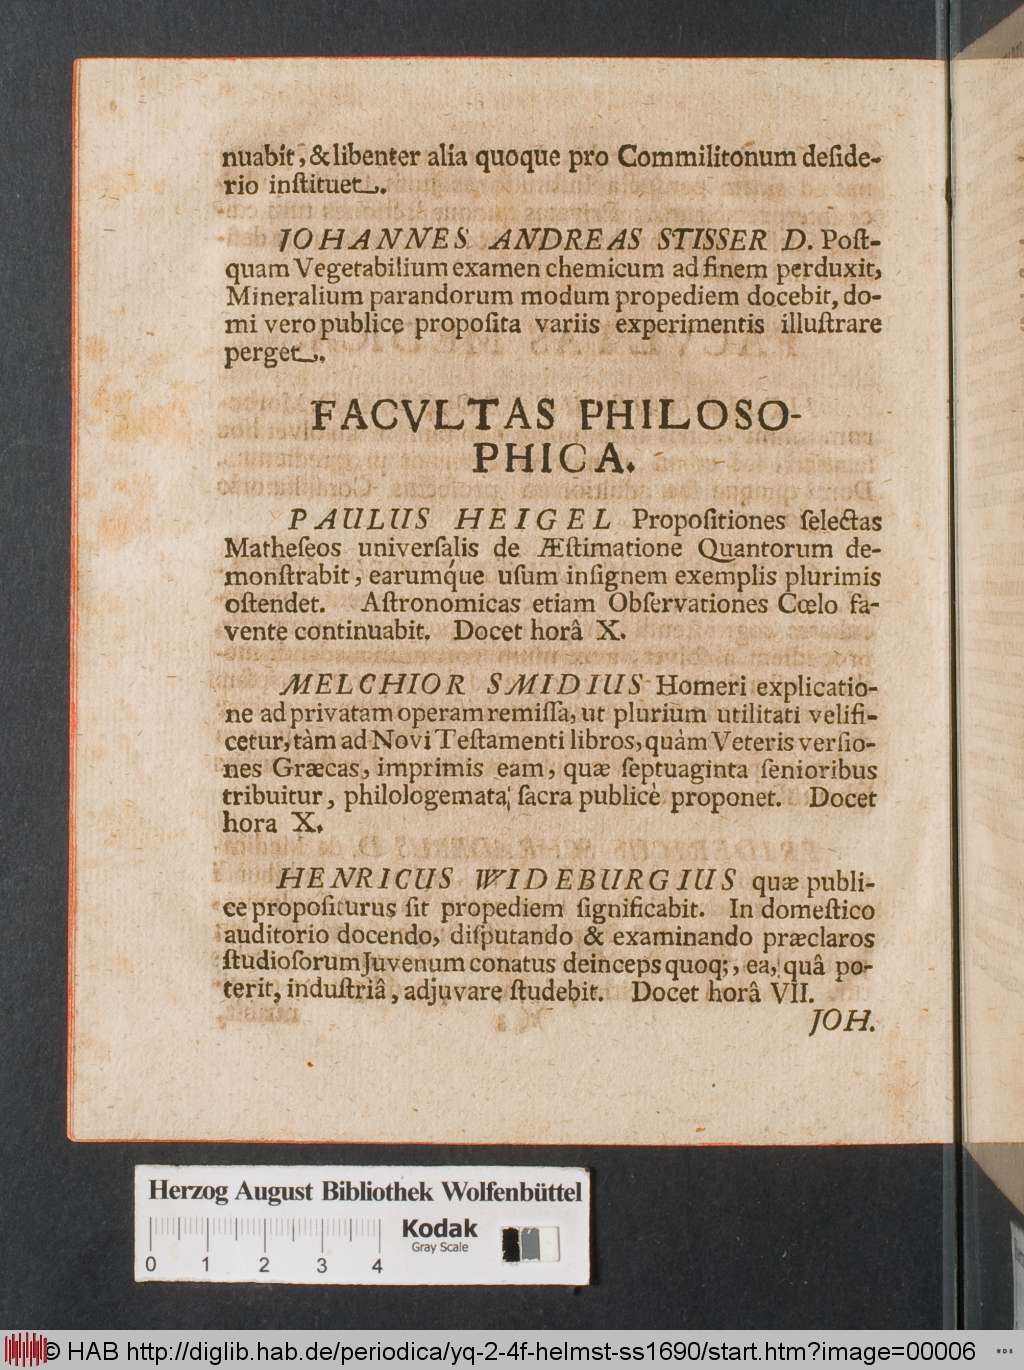 nuabit, & libenter alia quoque pro Commilitonum deſide-
rio inſtituet.
JOHANNES ANDREAS STISSER D. Poſt-
quam Vegetabilium examen chemicum ad finem perduxit,
Mineralium parandorum modum propediem docebit, do-
mi vero publice propoſita variis experimentis illuſtrare
perget.
FACVLTAS PHILOSO-
PHICA.
PAULUS HEIGEL Propoſitiones ſelectas
Matheſeos univerſalis de Æſtimatione Quantorum de-
monſtrabit, earumq́ue uſum inſignem exemplis plurimis
oſtendet. Aſtronomicas etiam Obſervationes Cœlo fa-
vente continuabit. Docet horâ X.
MELCHIOR SMIDIUS Homeri explicatio-
ne ad privatam operam remiſſa, ut plurium utilitati velifi-
cetur, tàm ad Novi Teſtamenti libros, quàm Veteris verſio-
nes Græcas, imprimis eam, quæ ſeptuaginta ſenioribus
tribuitur, philologemata ſacra publicè proponet. Docet
hora X.
HENRICUS WIDEBURGIUS quæ publi-
ce propoſiturus ſit propediem ſignificabit. In domeſtico
auditorio docendo, diſputando & examinando præclaros
ſtudioſorum Juvenum conatus deinceps quoq;, ea, quâ po-
terit, induſtriâ, adjuvare ſtudebit. Docet horâ VII.
JOH.
Herzog August Bibliothek Wolfenbüttel
Kodak
Gray Scale
0 1 2 3 4
© HAB http://diglib.hab.de/periodica/yq-2-4f-helmst-ss1690/start.htm?image=00006